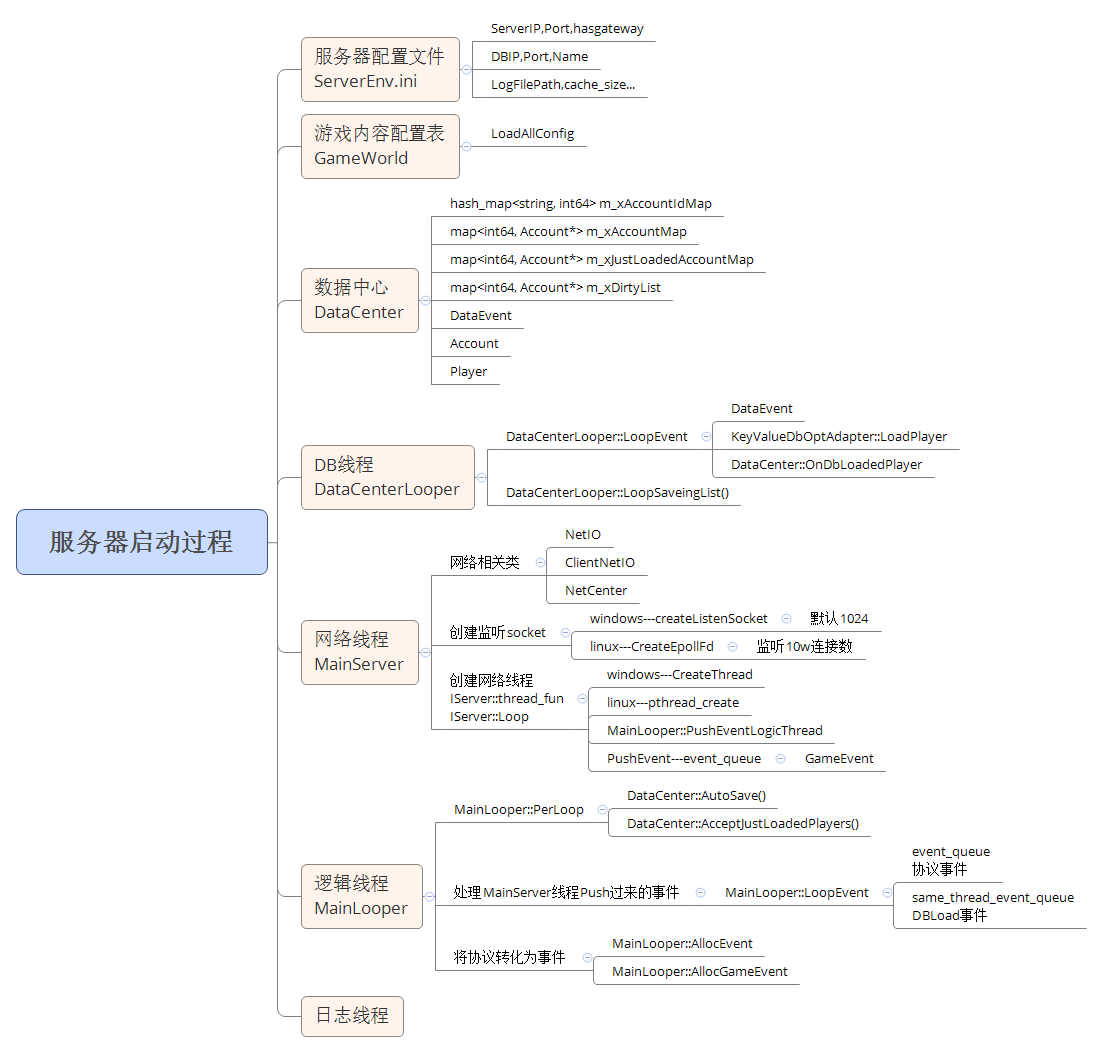 服务器启动过程
服务器配置文件
ServerEnv.ini
ServerIP,Port,hasgateway
DBIP,Port,Name
LogFilePath,cache_size...
游戏内容配置表
GameWorld
LoadAllConfig
数据中心
DataCenter
hash_map<string, int64> m_xAccountIdMap
map<int64, Account*> m_xAccountMap
map<int64, Account*> m_xJustLoadedAccountMap
map<int64, Account*> m_xDirtyList
DataEvent
Account
Player
DB线程
DataCenterLooper
DataCenterLooper::LoopEvent
DataEvent
KeyValueDbOptAdapter::LoadPlayer
DataCenter::OnDbLoadedPlayer
DataCenterLooper::LoopSaveingList()
网络线程
MainServer
网络相关类
NetIO
ClientNetIO
NetCenter
创建监听socket
windows---createListenSocket
默认1024
linux---CreateEpollFd
监听10w连接数
创建网络线程
IServer::thread_fun
IServer::Loop
windows---CreateThread
linux---pthread_create
MainLooper::PushEventLogicThread
PushEvent---event_queue
GameEvent
逻辑线程
MainLooper
MainLooper::PerLoop
DataCenter::AutoSave()
DataCenter::AcceptJustLoadedPlayers()
处理MainServer线程Push过来的事件
MainLooper::LoopEvent
event_queue
协议事件
same_thread_event_queue
DBLoad事件
将协议转化为事件
MainLooper::AllocEvent
MainLooper::AllocGameEvent
日志线程